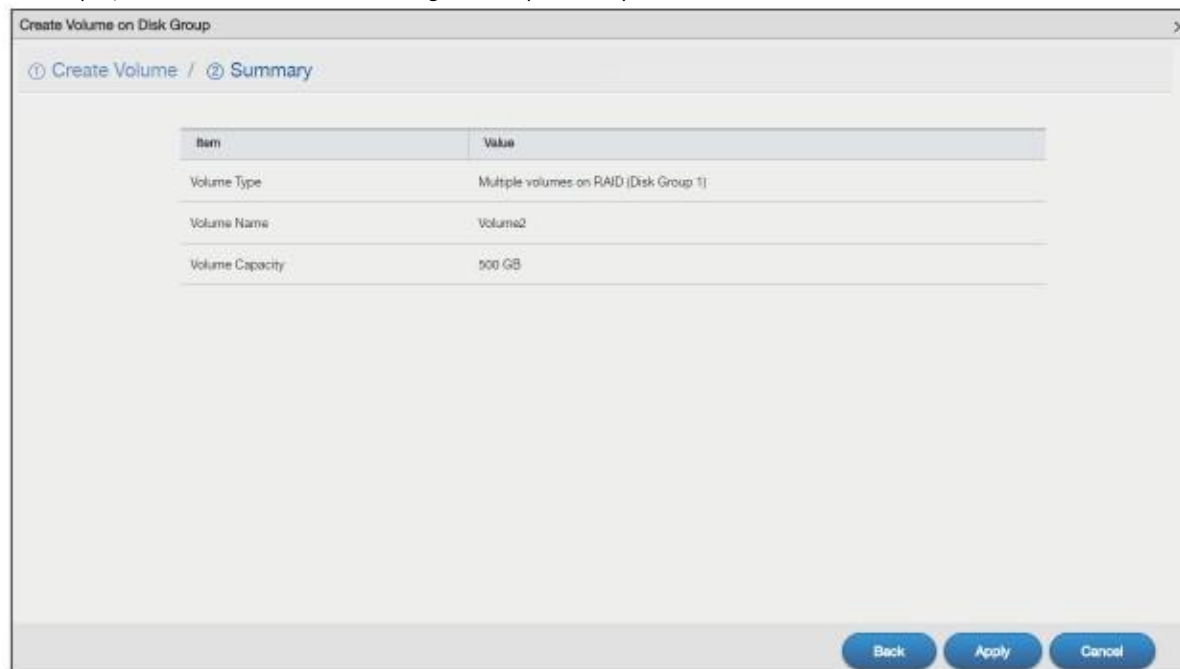 Create Volume on Disk Group
① Create Volume / ② Summary
Item Value
Volume Type Multiple volumes on RAID (Disk Group 1)
Volume Name Volume2
Volume Capacity 500 GB
Back Apply Cancel